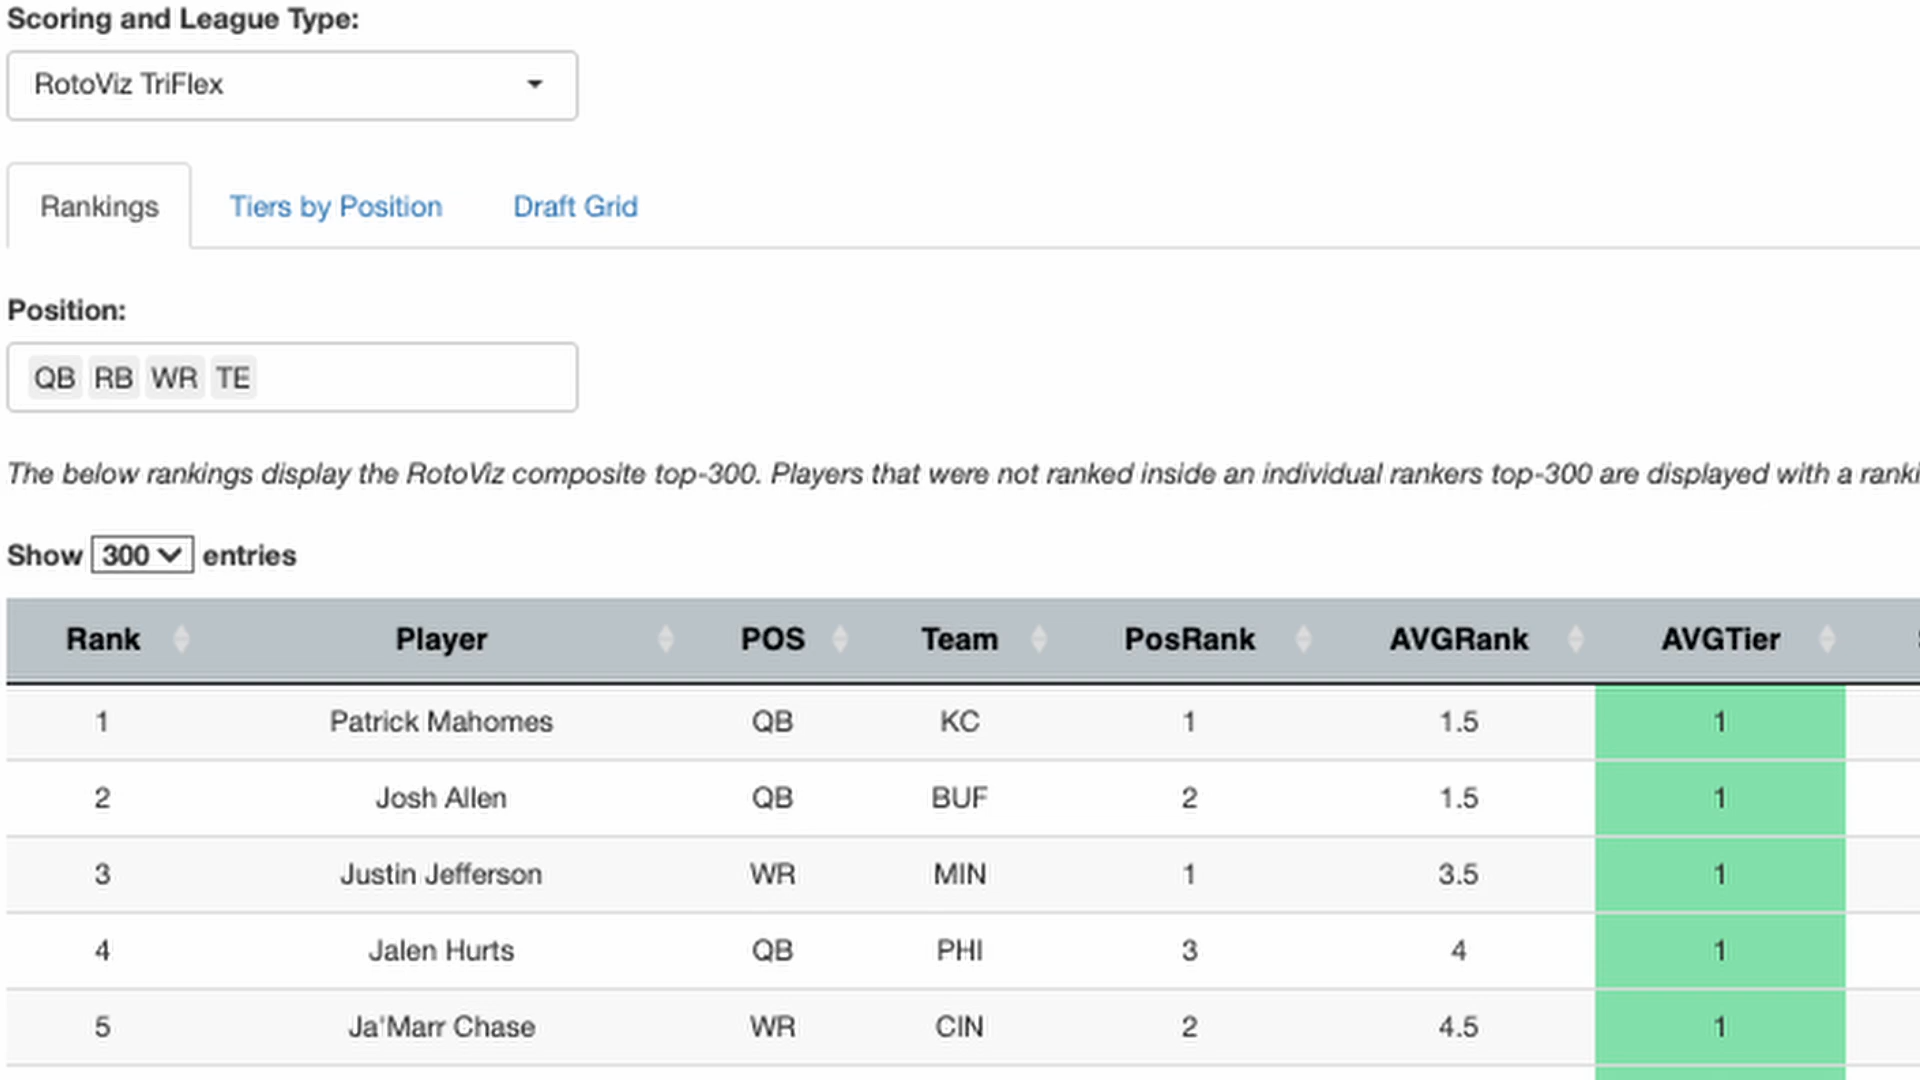 Scoring and League Type:
RotoViz TriFlex
Rankings Tiers by Position Draft Grid
Position:
QB RB WR TE
The below rankings display the RotoViz composite top-300. Players that were not ranked inside an individual rankers top-300 are displayed with a
Show 300 entries
Rank Player POS Team PosRank AVGRank AVGTier
1 Patrick Mahomes QB KC 1 1.5 1
2 Josh Allen QB BUF 2 1.5 1
3 Justin Jefferson WR MIN 1 3.5 1
4 Jalen Hurts QB PHI 3 4 1
5 Ja'Marr Chase WR CIN 2 4.5 1